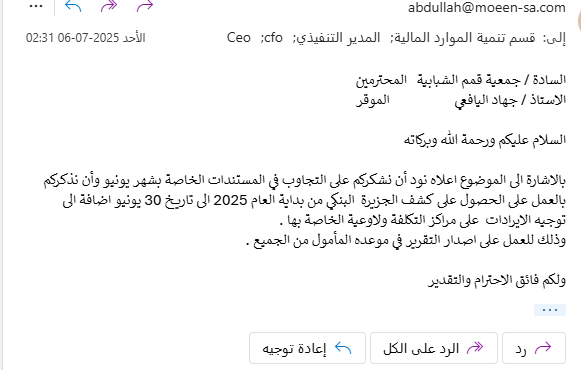 abdullah@moeen-sa.com
إلى: قسم تنمية الموارد المالية; المدير التنفيذي; cfo; Ceo
الأحد 2025-07-06 02:31
السادة / جمعية قمم الشبابية المحترمين
الاستاذ / جهاد اليافعي الموقر
السلام عليكم ورحمة الله وبركاته
بالاشارة الى الموضوع اعلاه نود أن نشكركم على التجاوب في المستندات الخاصة بشهر يونيو وأن نذكركم
بالعمل على الحصول على كشف الجزيرة البنكي من بداية العام 2025 الى تاريخ 30 يونيو اضافة الى
توجيه الايرادات على مراكز التكلفة ولاوعية الخاصة بها .
وذلك للعمل على اصدار التقرير في موعده المأمول من الجميع .
ولكم فائق الاحترام والتقدير
رد
الرد على الكل
إعادة توجيه